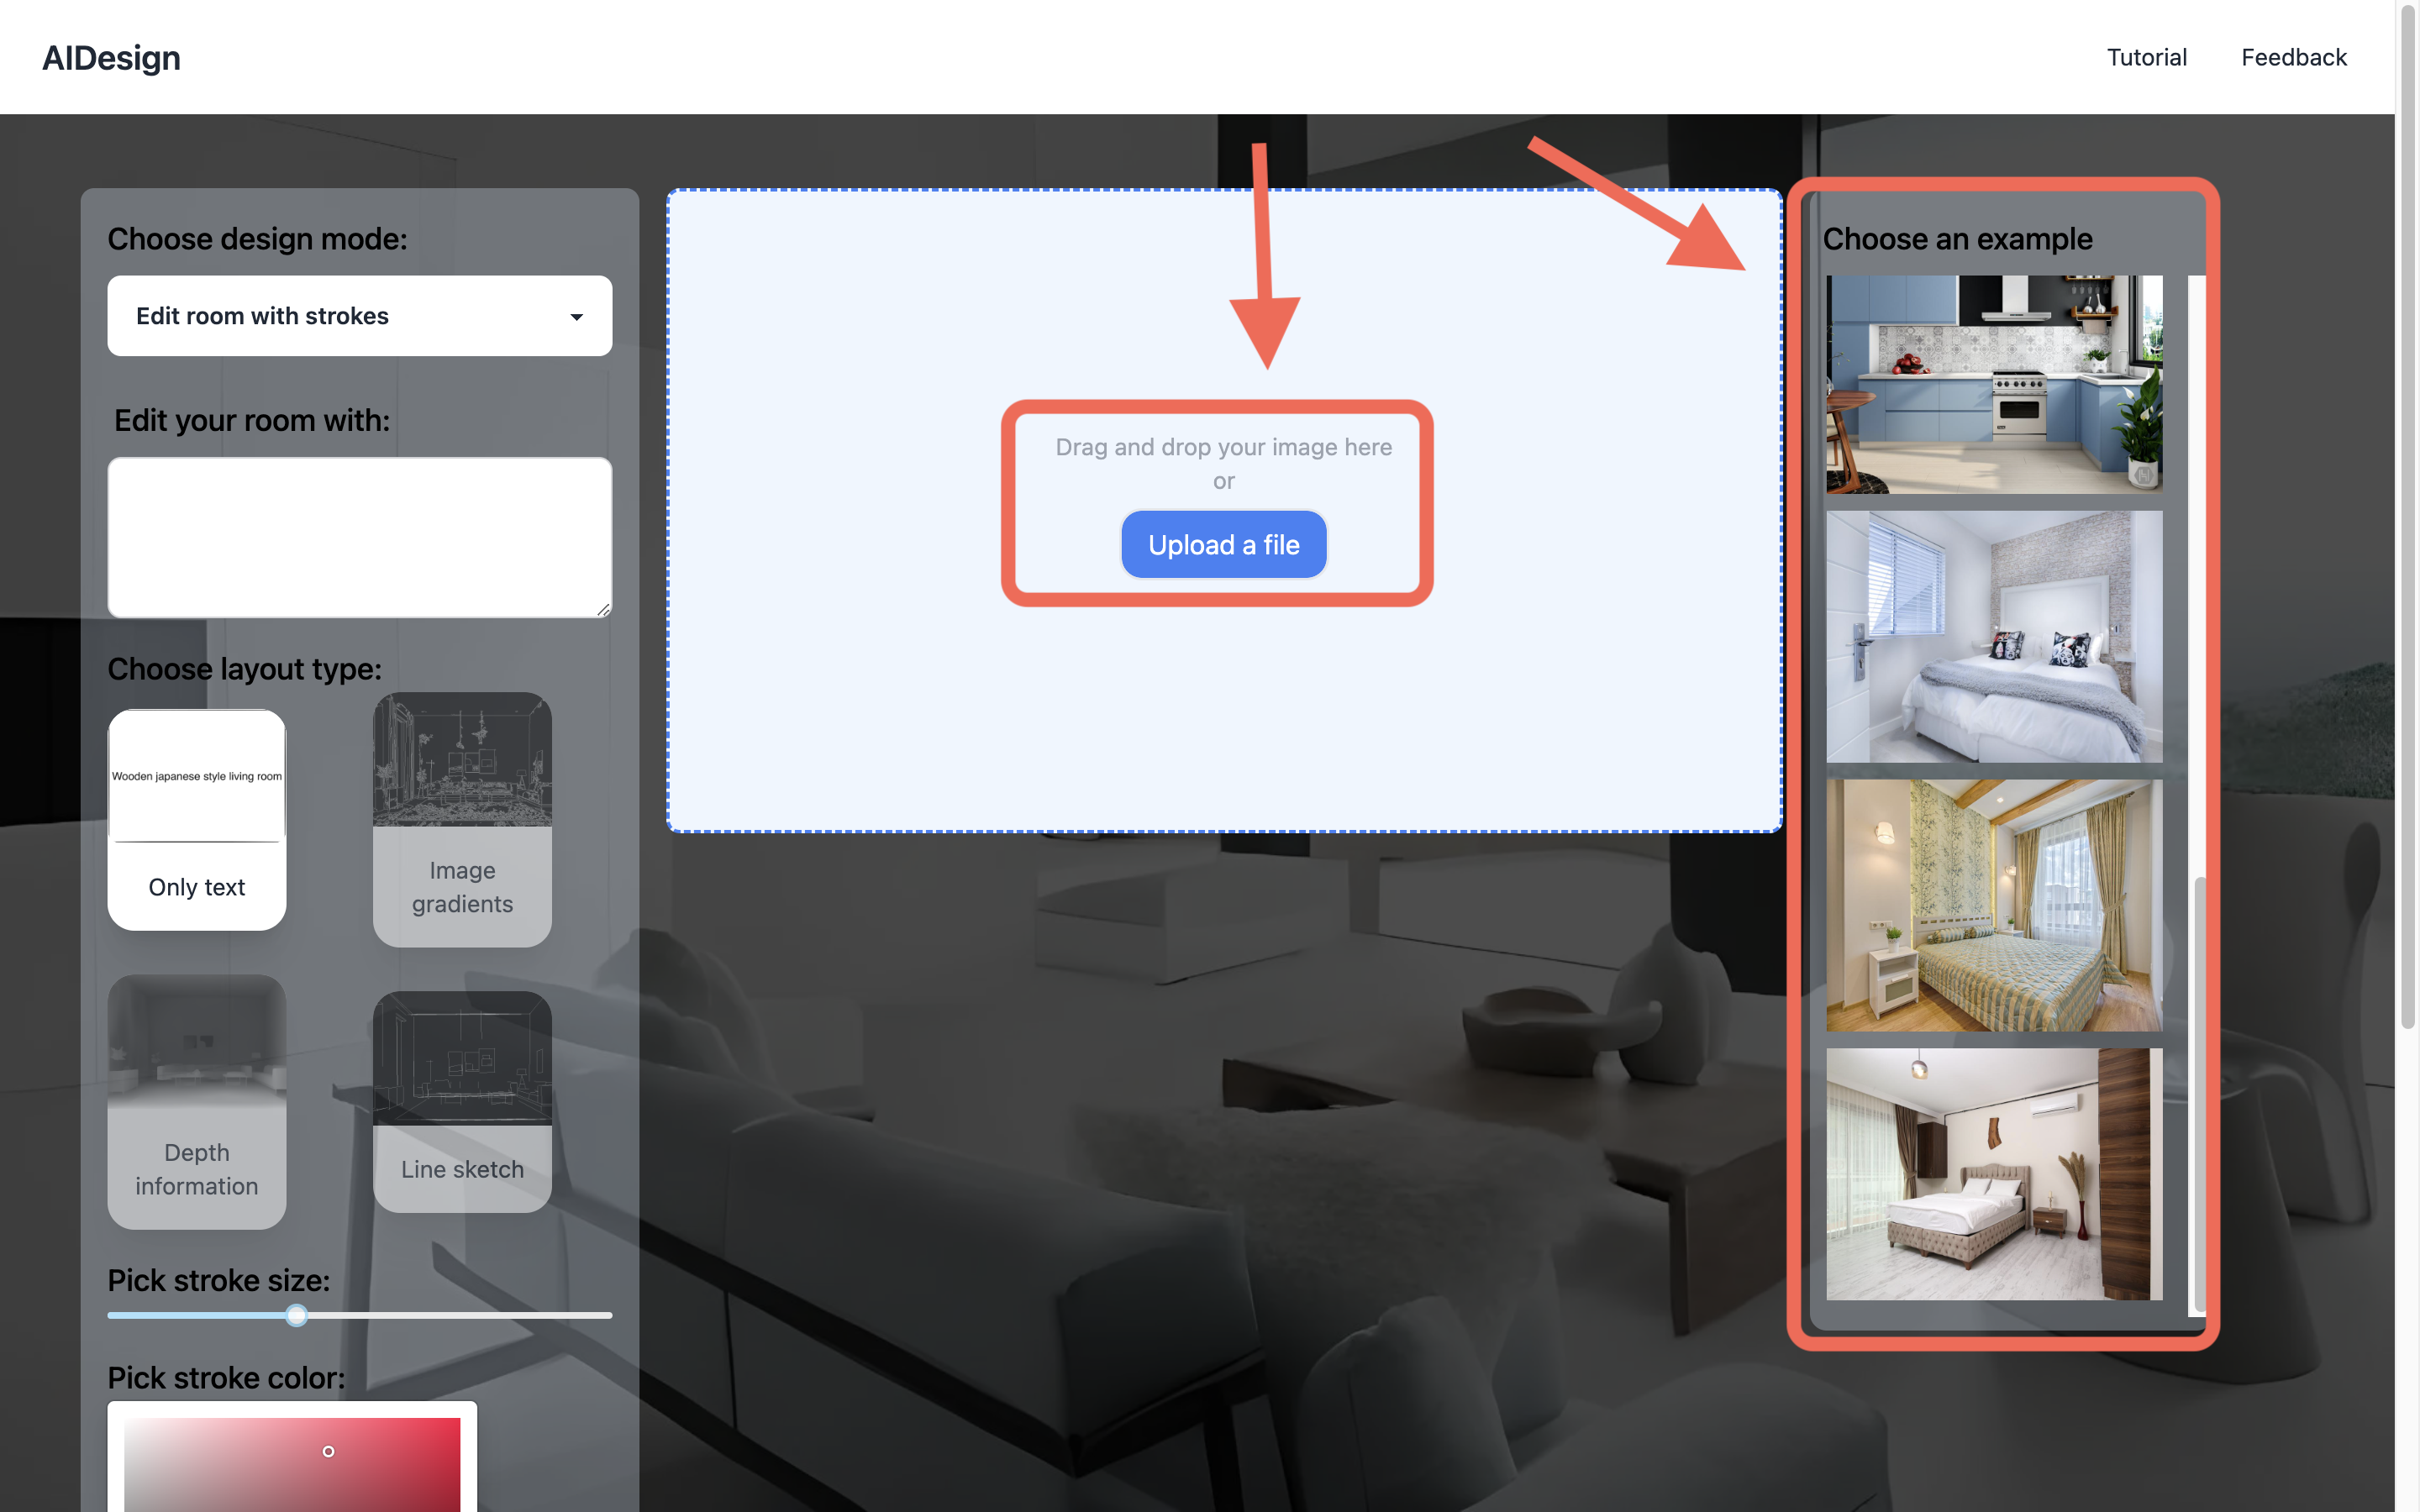 AIDesign
Tutorial
Feedback
Choose design mode:
Edit room with strokes
Edit your room with:
Choose layout type:
Wooden japanese style living room
Only text
Image
gradients
Depth
information
Line sketch
Pick stroke size:
Pick stroke color:
Drag and drop your image here
or
Upload a file
Choose an example